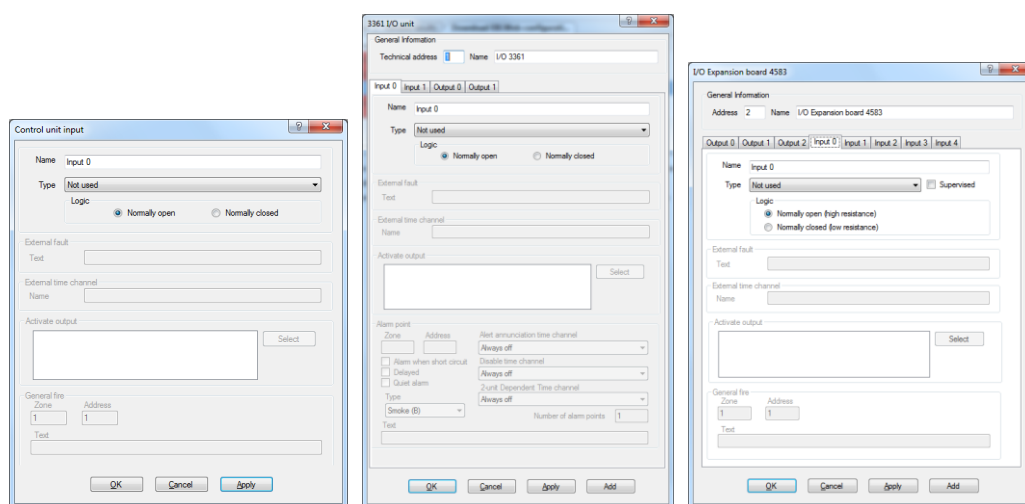 Control unit input
Name Input 0
Type Not used
Logic
Normally open Normally closed
External fault
Text
External time channel
Name
Activate output
Select
General fire
Zone Address
1 1
Text
OK Cancel Apply
3361 I/O unit
General Information
Technical address 1 Name I/O 3361
Input 0 Input 1 Output 0 Output 1
Name Input 0
Type Not used
Logic
Normally open Normally closed
External fault
Text
External time channel
Name
Activate output
Select
Alarm point
Zone Address Alert annunciation time channel
Always off
Alarm when short circuit Disable time channel
Delayed Always off
Quiet alarm 2-unit Dependent Time channel
Type Always off
Smoke (B) Number of alarm points 1
Text
OK Cancel Apply Add
I/O Expansion board 4583
General Information
Address 2 Name I/O Expansion board 4583
Output 0 Output 1 Output 2 Input 0 Input 1 Input 2 Input 3 Input 4
Name Input 0
Type Not used Supervised
Logic
Normally open (high resistance)
Normally closed (low resistance)
External fault
Text
External time channel
Name
Activate output
Select
General fire
Zone Address
1 1
Text
OK Cancel Apply Add